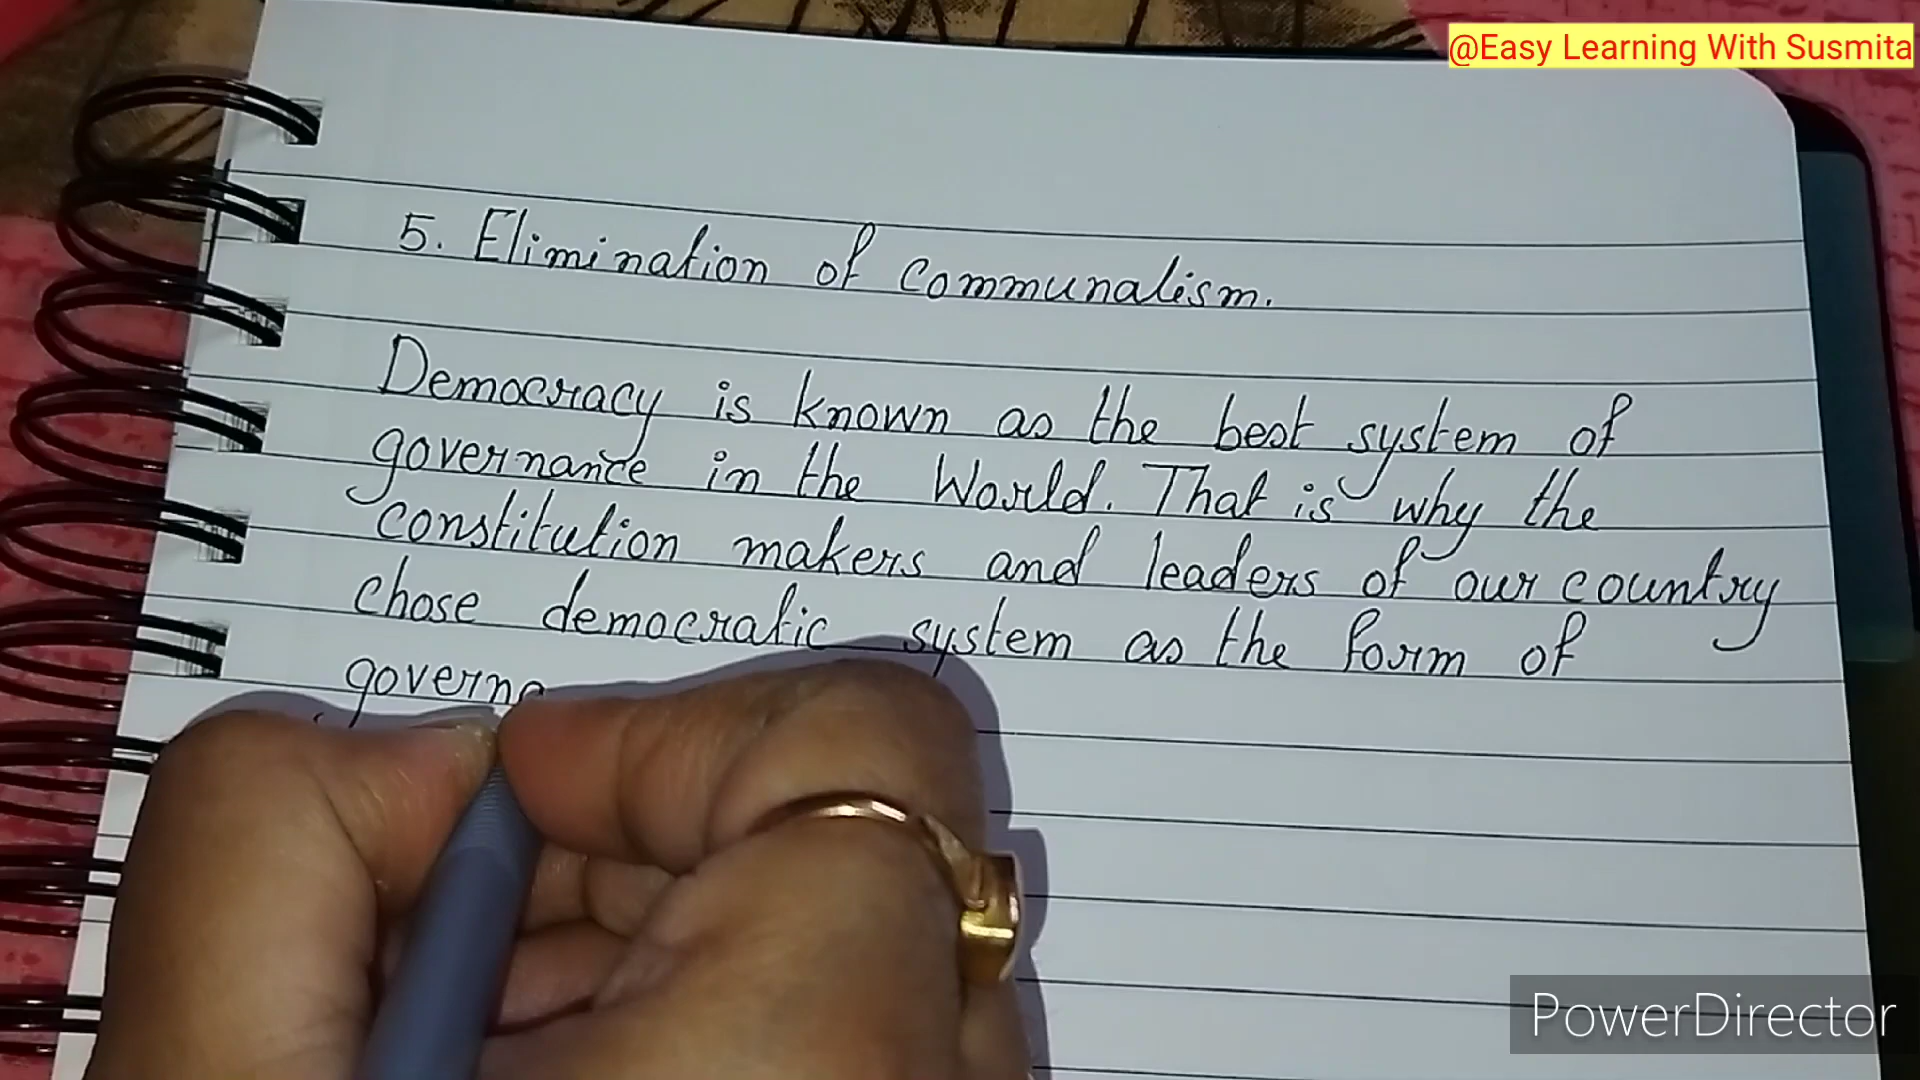 @Easy Learning With Susmita
5. Elimination of Communalism.
Democracy is known as the best system of
governance in the World. That is why the
constitution makers and leaders of our country
chose democratic system as the form of
PowerDirector